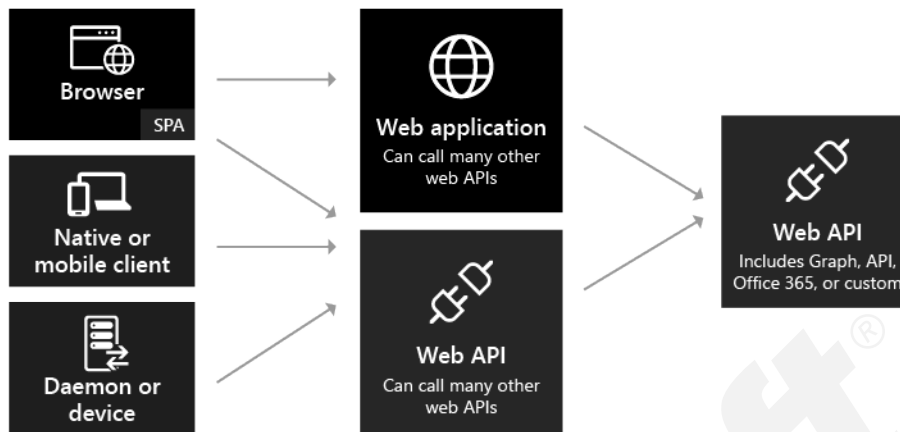 Browser
SPA
Native or
mobile client
Daemon or
device
Web application
Can call many other
web APIs
Web API
Can call many other
web APIs
Web API
Includes Graph, API,
Office 365, or custom
ft®